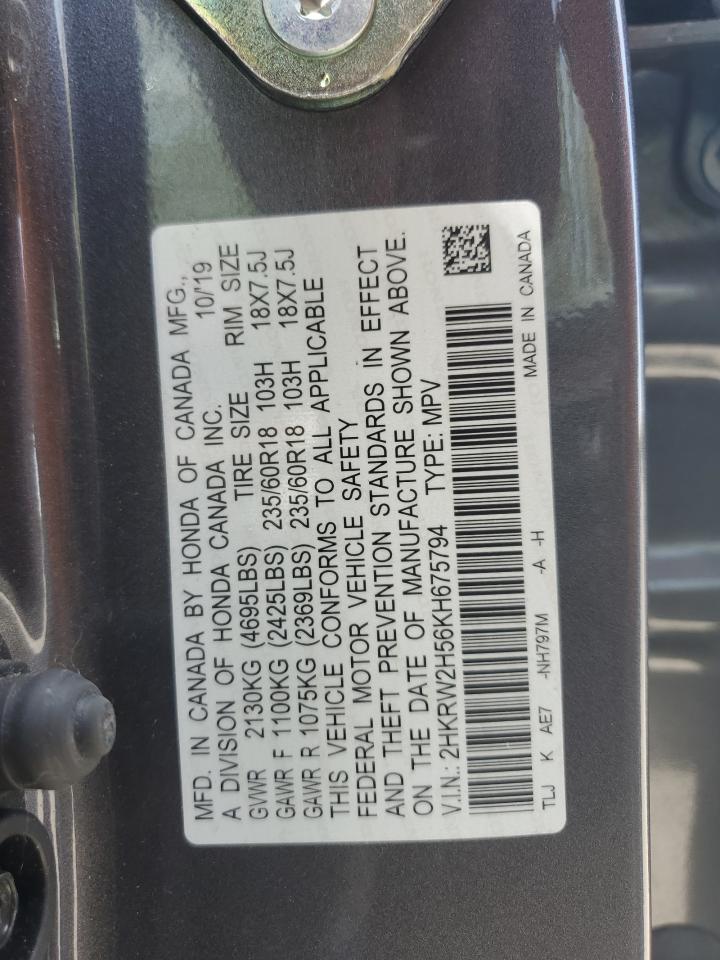 MFD. IN CANADA BY HONDA OF CANADA MFG.,
A DIVISION OF HONDA CANADA INC. 10/'19
GVWR 2130KG (4695LBS) TIRE SIZE RIM SIZE
GAWR F 1100KG (2425LBS) 235/60R18 103H 18X7.5J
GAWR R 1075KG (2369LBS) 235/60R18 103H 18X7.5J
THIS VEHICLE CONFORMS TO ALL APPLICABLE
FEDERAL MOTOR VEHICLE SAFETY
AND THEFT PREVENTION STANDARDS IN EFFECT
ON THE DATE OF MANUFACTURE SHOWN ABOVE.
V.I.N.: 2HKRW2H56KH675794 TYPE: MPV
TLJ K AE7 -NH797M -A -H MADE IN CANADA